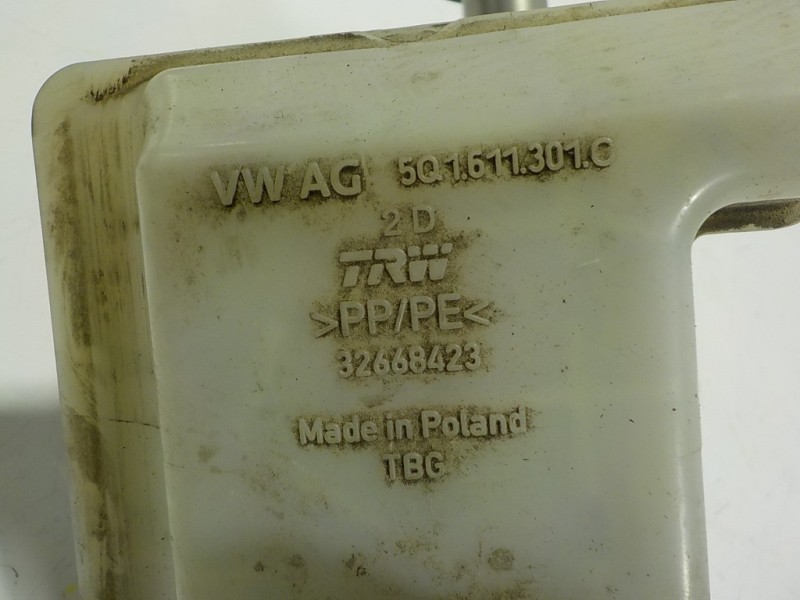 VW AG 5Q1.611.301.C
2 D
TRW
>PP/PE<
32668423
Made in Poland
TBG